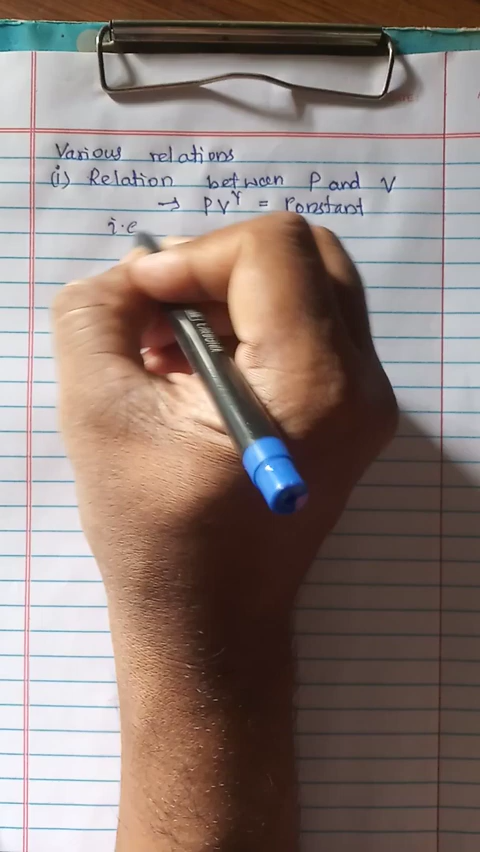 Various relations
(i) Relation between P and V
→ PV^γ = Constant
i.e